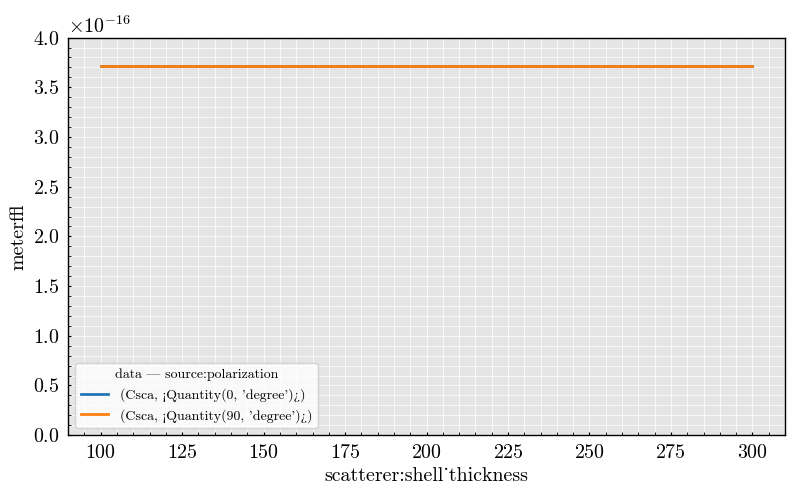 ×10⁻¹⁶
4.0
3.5
3.0
2.5
2.0
1.5
1.0
0.5
0.0
meterffl
data — source:polarization
(Csca, ¡Quantity(0, 'degree')¿)
(Csca, ¡Quantity(90, 'degree')¿)
100 125 150 175 200 225 250 275 300
scatterer:shell˙thickness